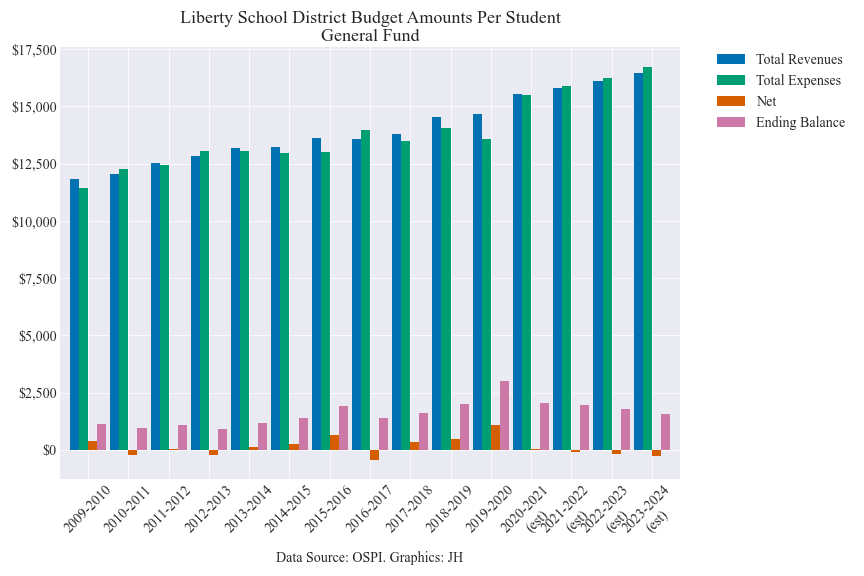 Liberty School District Budget Amounts Per Student
General Fund
$17,500
$15,000
$12,500
$10,000
$7,500
$5,000
$2,500
$0
Total Revenues
Total Expenses
Net
Ending Balance
2009-2010
2010-2011
2011-2012
2012-2013
2013-2014
2014-2015
2015-2016
2016-2017
2017-2018
2018-2019
2019-2020
2020-2021
(est)
2021-2022
(est)
2022-2023
(est)
2023-2024
(est)
Data Source: OSPI. Graphics: JH